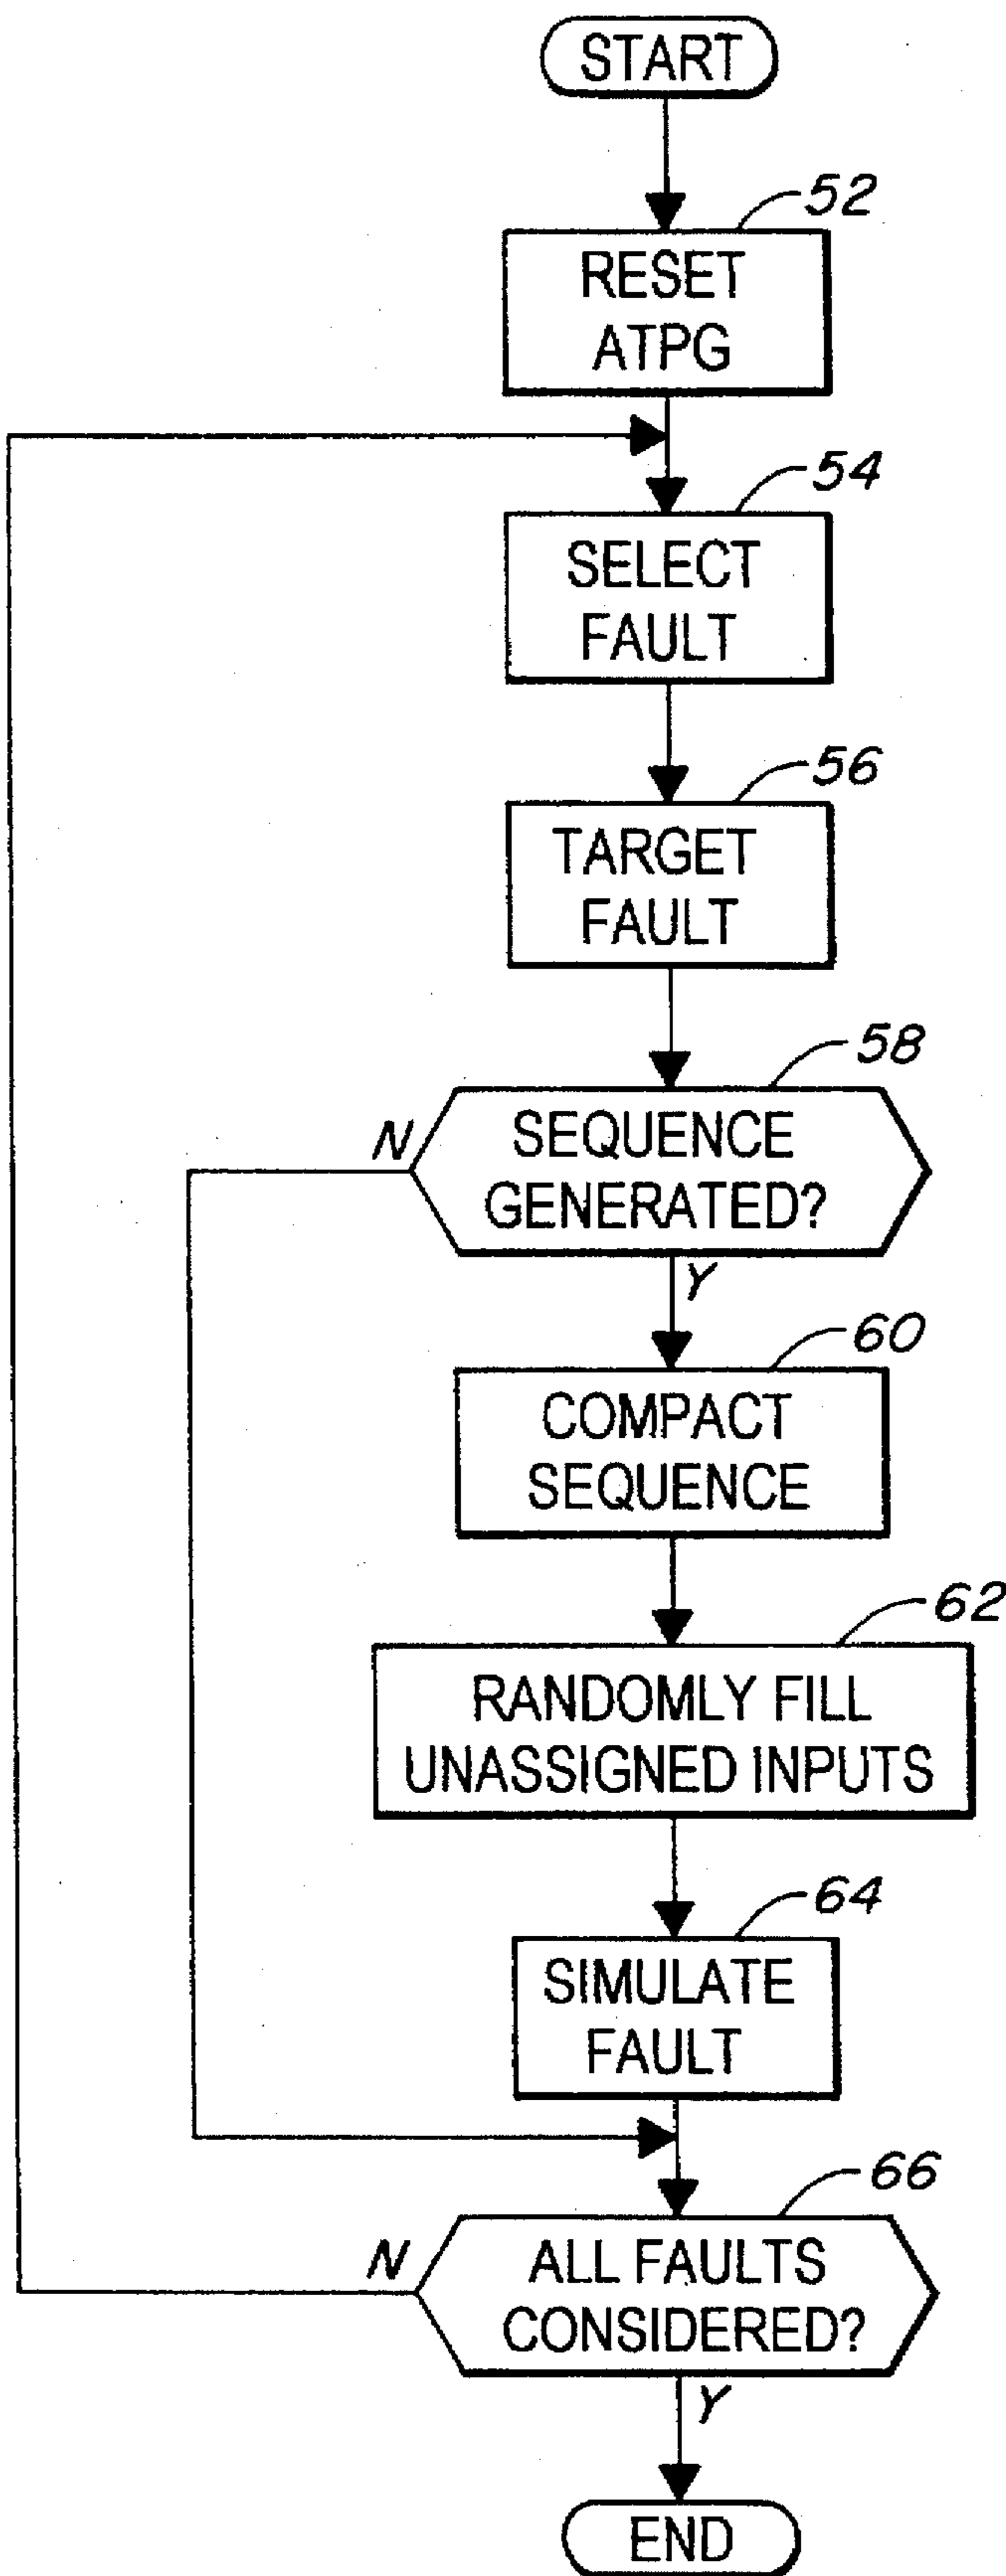 START
52
RESET
ATPG
54
SELECT
FAULT
56
TARGET
FAULT
58
N
SEQUENCE
GENERATED?
Y
60
COMPACT
SEQUENCE
62
RANDOMLY FILL
UNASSIGNED INPUTS
64
SIMULATE
FAULT
66
N
ALL FAULTS
CONSIDERED?
Y
END